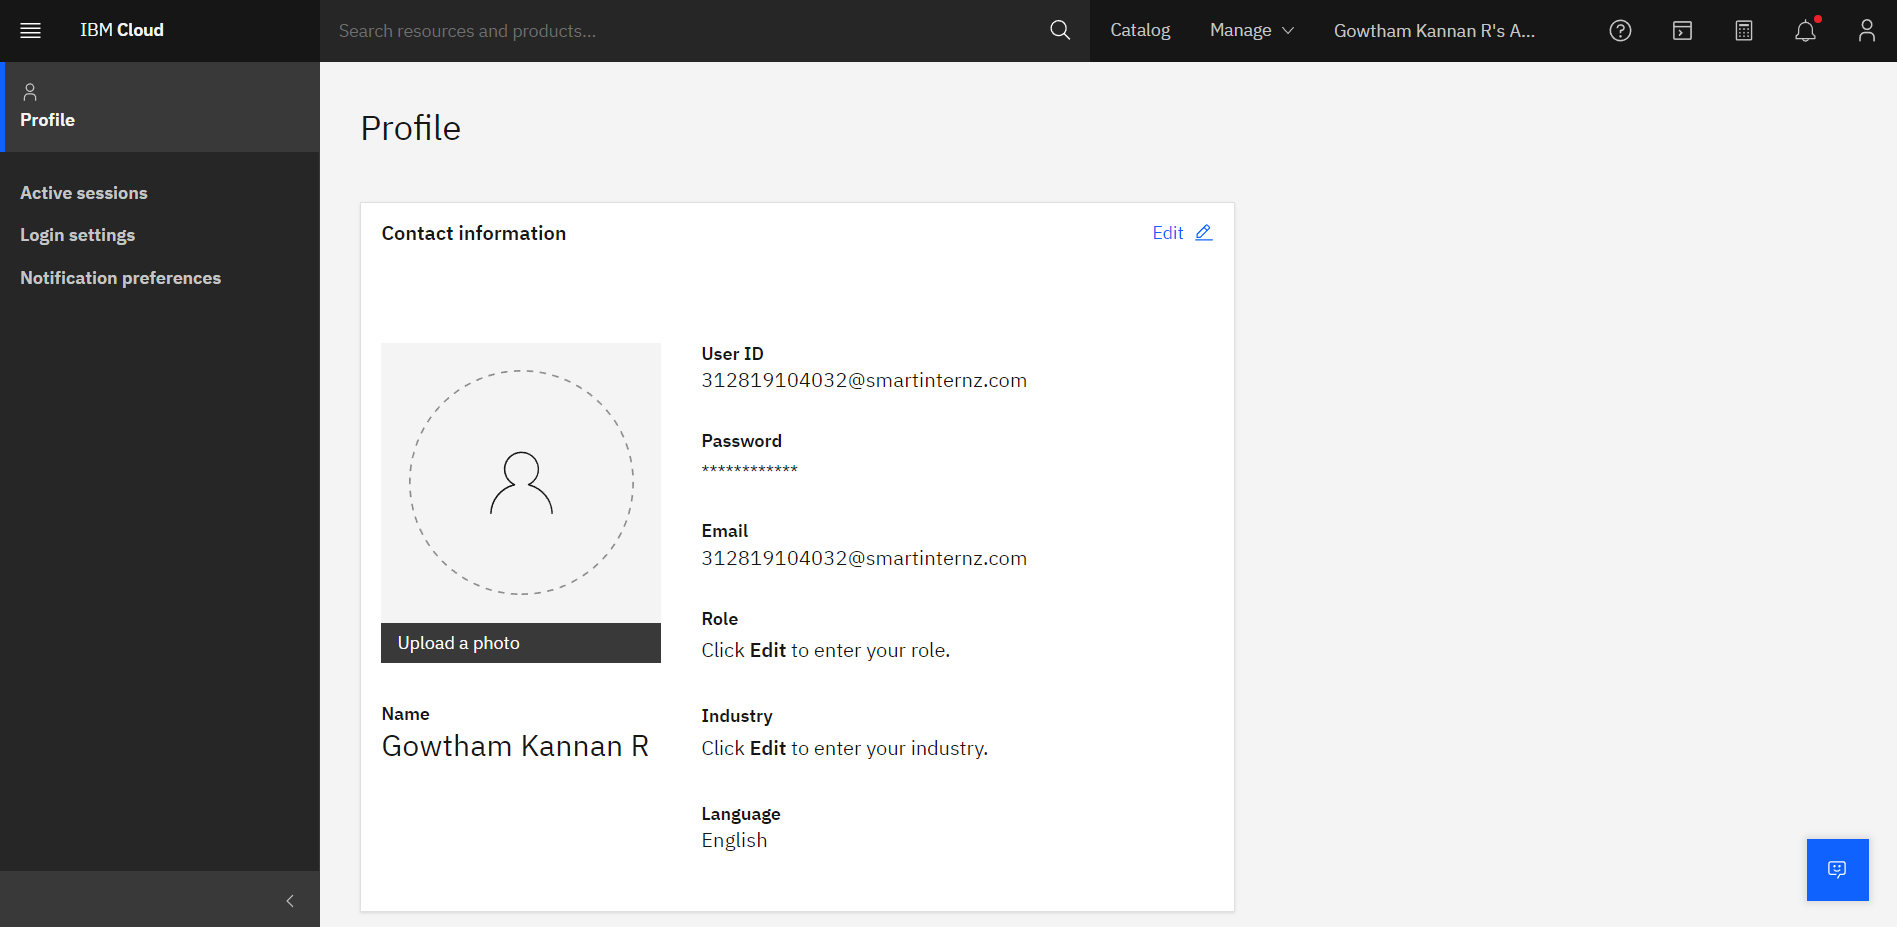 IBM Cloud
Search resources and products...
Catalog
Manage
Gowtham Kannan R's A...
Profile
Active sessions
Login settings
Notification preferences
Profile
Contact information
Edit
Upload a photo
Name
Gowtham Kannan R
User ID
312819104032@smartinternz.com
Password
************
Email
312819104032@smartinternz.com
Role
Click Edit to enter your role.
Industry
Click Edit to enter your industry.
Language
English